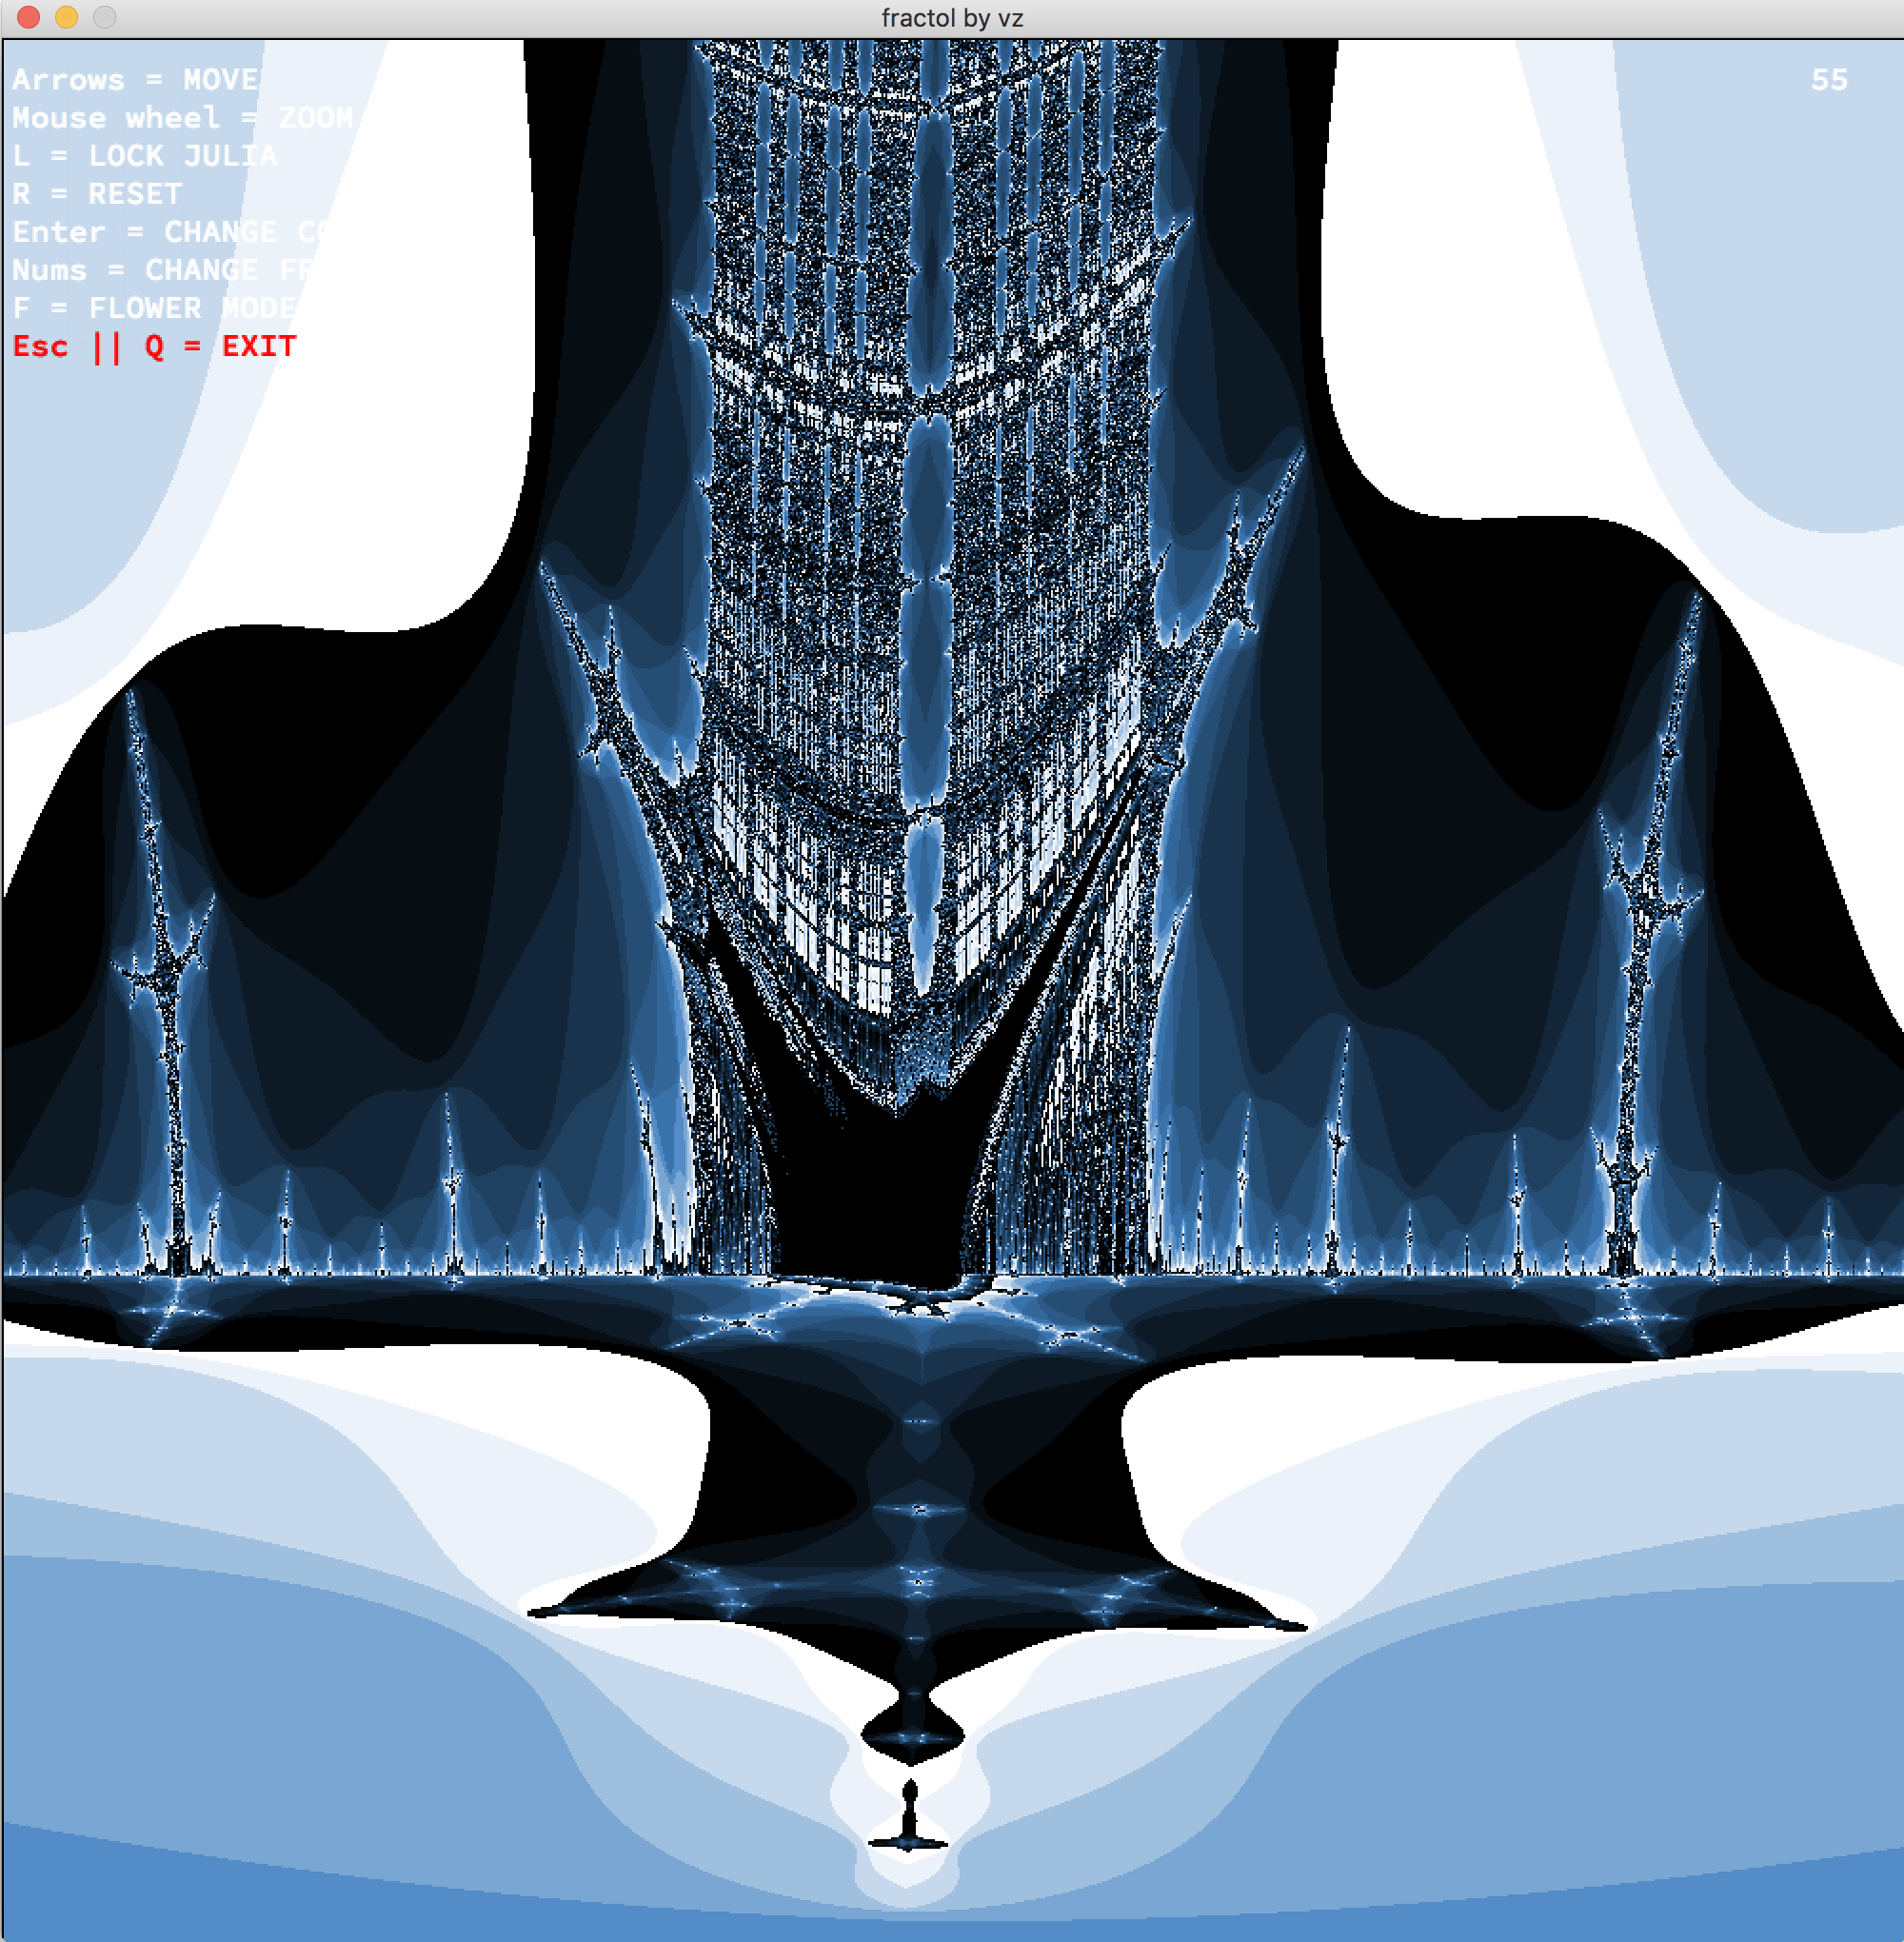 fractol by vz
Arrows = MOVE
55
Mouse wheel = ZOOM
L = LOCK JULIA
R = RESET
Enter = CHANGE
Nums = CHANGE
F = FLOWER MODE
Esc || Q = EXIT